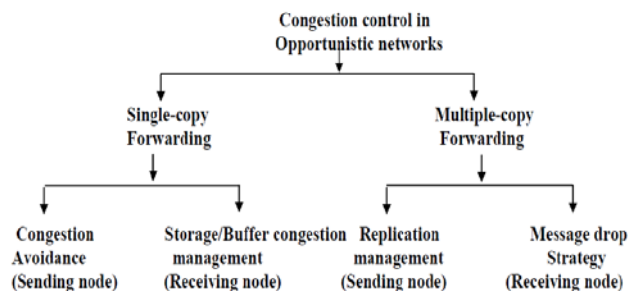 Congestion control in
Opportunistic networks
Single-copy
Forwarding
Multiple-copy
Forwarding
Congestion
Avoidance
(Sending node)
Storage/Buffer congestion
management
(Receiving node)
Replication
management
(Sending node)
Message drop
Strategy
(Receiving node)